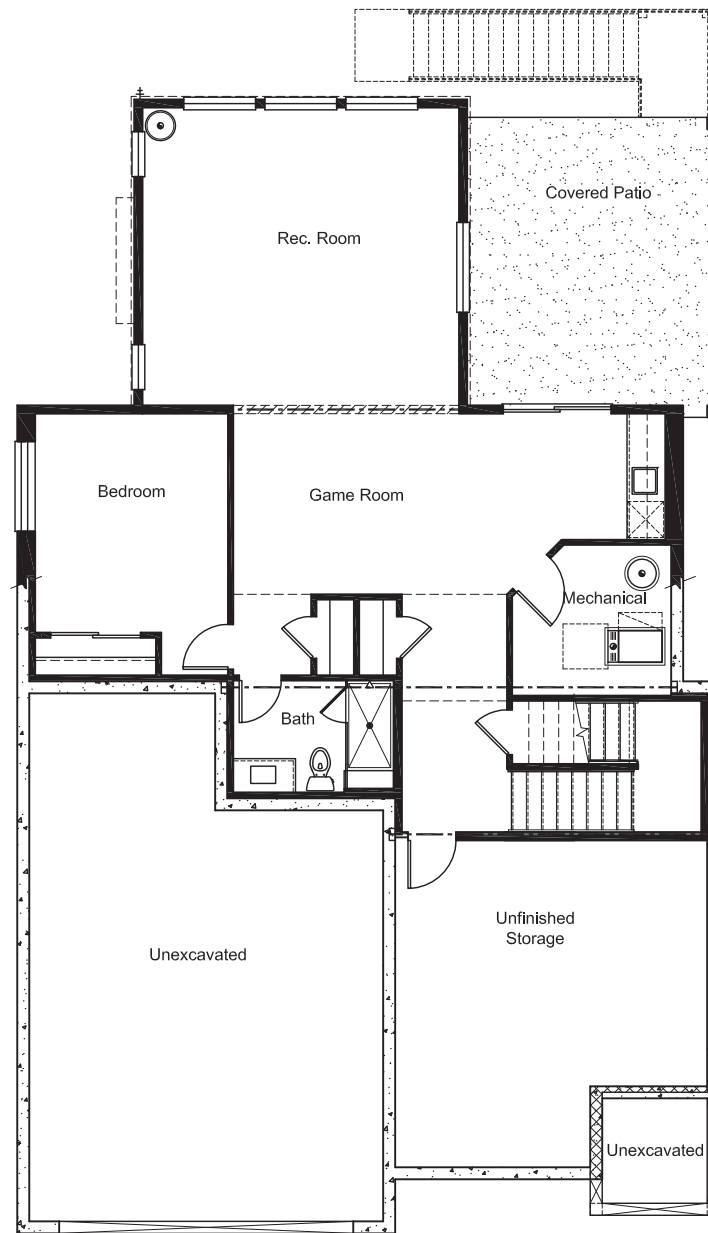 Covered Patio
Rec. Room
Bedroom
Game Room
Mechanical
Bath
Unfinished
Storage
Unexcavated
Unexcavated